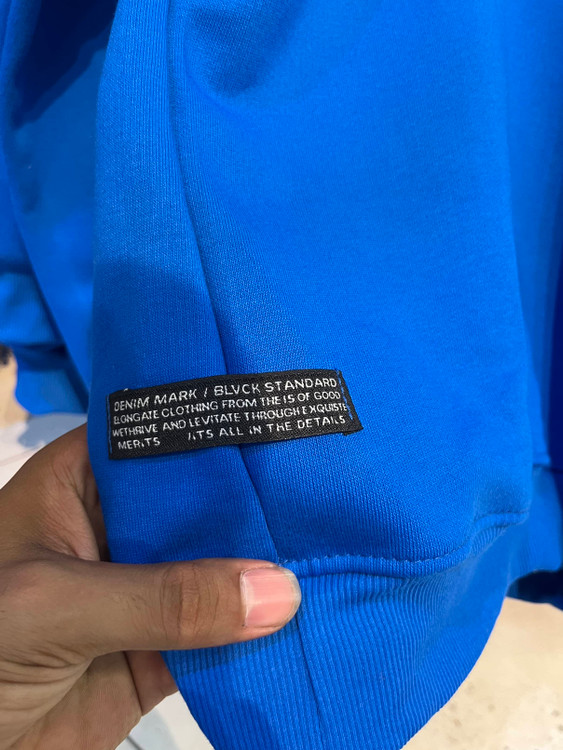 DENIM MARK / BLVCK STANDARD
ELONGATE CLOTHING FROM THE IS OF GOOD
WETHRIVE AND LEVITATE THROUGH EXQUISTE
MERITS /ITS ALL IN THE DETAILS